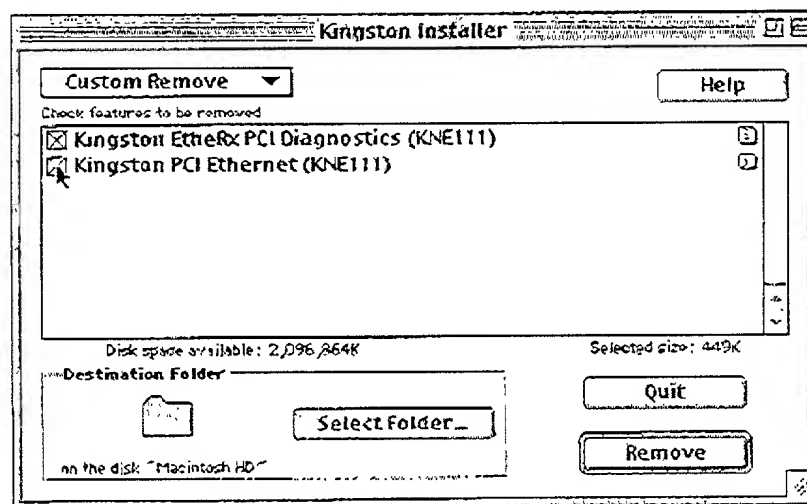 Kingston Installer
Custom Remove
Help
Check features to be removed
Kingston EtheRx PCI Diagnostics (KNE111)
Kingston PCI Ethernet (KNE111)
Disk space available: 2,096,864K
Selected size: 449K
Destination Folder
Quit
Select Folder...
Remove
on the disk "Macintosh HD"